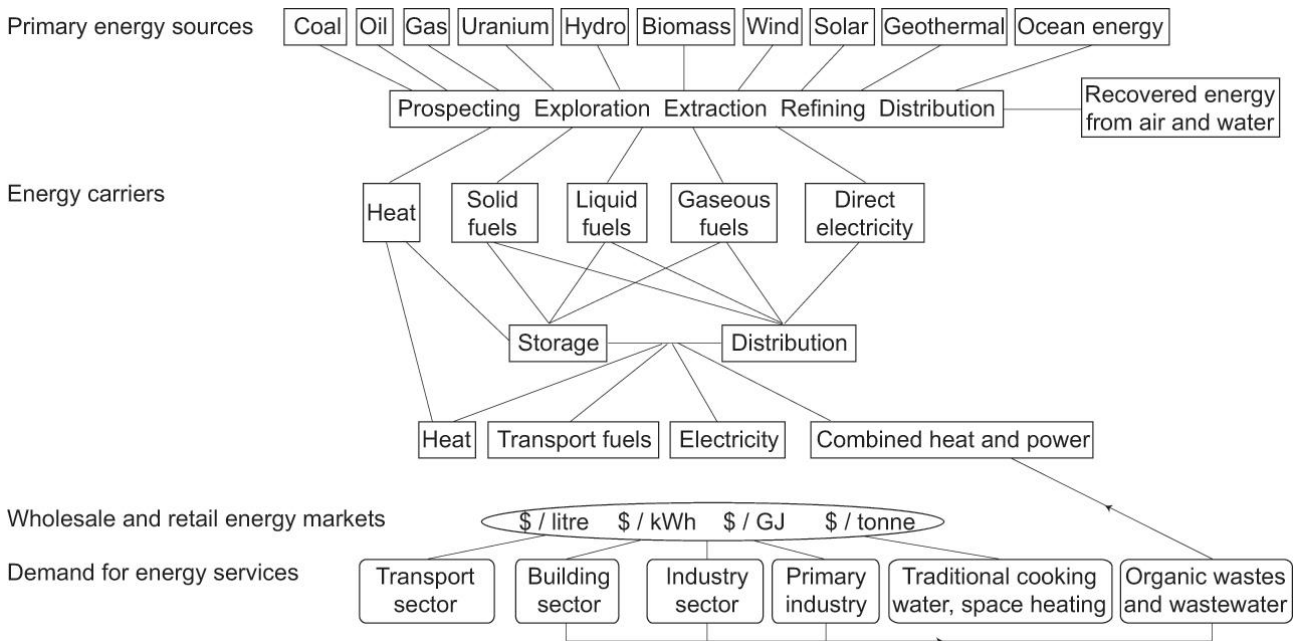 Primary energy sources Coal Oil Gas Uranium Hydro Biomass Wind Solar Geothermal Ocean energy
Prospecting Exploration Extraction Refining Distribution
Recovered energy
from air and water
Energy carriers
Heat
Solid
fuels
Liquid
fuels
Gaseous
fuels
Direct
electricity
Storage
Distribution
Heat
Transport fuels
Electricity
Combined heat and power
Wholesale and retail energy markets
$ / litre $ / kWh $ / GJ $ / tonne
Demand for energy services
Transport
sector
Building
sector
Industry
sector
Primary
industry
Traditional cooking
water, space heating
Organic wastes
and wastewater